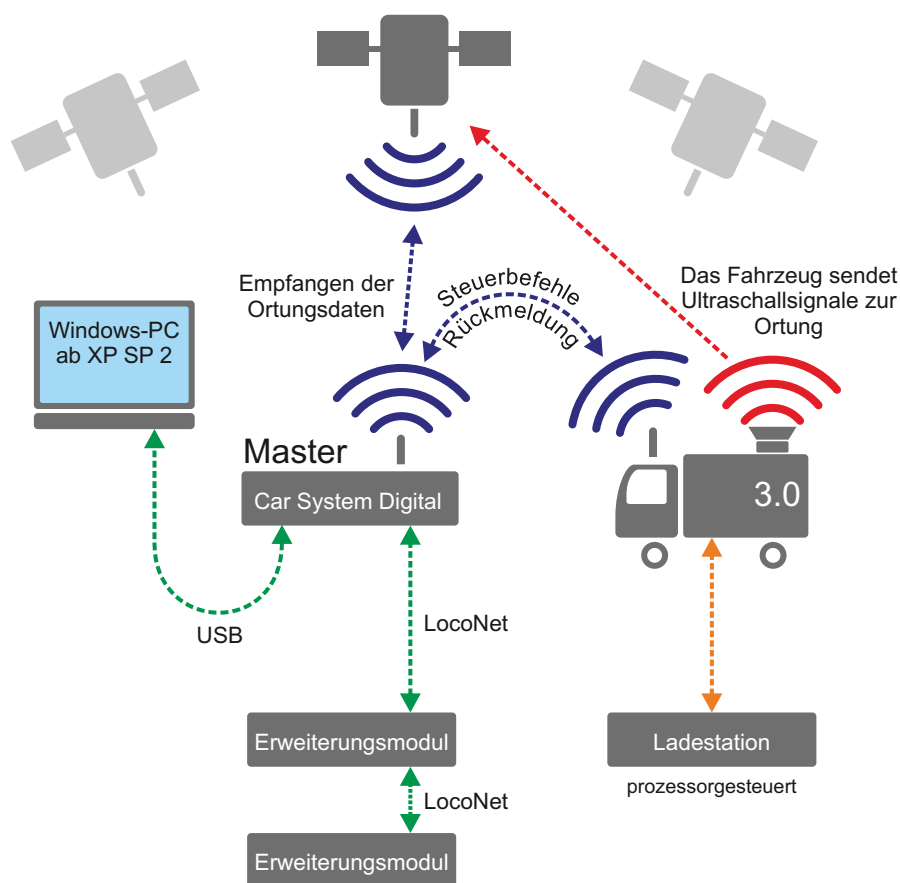 Empfangen der
Ortungsdaten
Steuerbefehle
Rückmeldung
Das Fahrzeug sendet
Ultraschallsignale zur
Ortung
Windows-PC
ab XP SP 2
Master
Car System Digital
3.0
USB
LocoNet
Erweiterungsmodul
Ladestation
prozessorgesteuert
LocoNet
Erweiterungsmodul